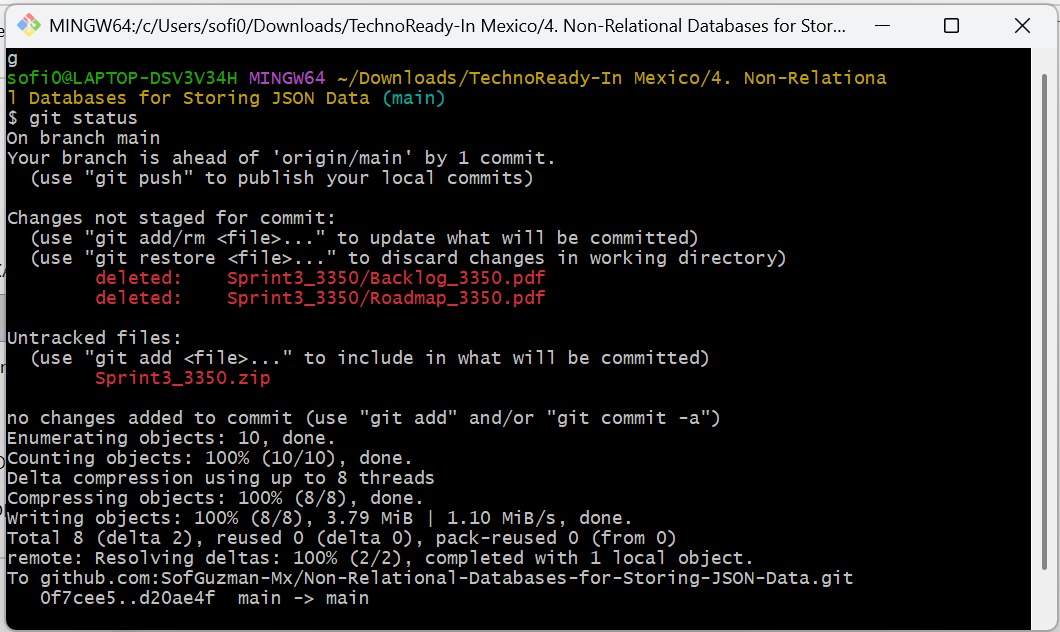 MINGW64:/c/Users/sofi0/Downloads/TechnoReady-In Mexico/4. Non-Relational Databases for Stor...
g
sofi0@LAPTOP-DSV3V34H MINGW64 ~/Downloads/TechnoReady-In Mexico/4. Non-Relationa
l Databases for Storing JSON Data (main)
$ git status
On branch main
Your branch is ahead of 'origin/main' by 1 commit.
  (use "git push" to publish your local commits)

Changes not staged for commit:
  (use "git add/rm <file>..." to update what will be committed)
  (use "git restore <file>..." to discard changes in working directory)
        deleted:    Sprint3_3350/Backlog_3350.pdf
        deleted:    Sprint3_3350/Roadmap_3350.pdf

Untracked files:
  (use "git add <file>..." to include in what will be committed)
        Sprint3_3350.zip

no changes added to commit (use "git add" and/or "git commit -a")
Enumerating objects: 10, done.
Counting objects: 100% (10/10), done.
Delta compression using up to 8 threads
Compressing objects: 100% (8/8), done.
Writing objects: 100% (8/8), 3.79 MiB | 1.10 MiB/s, done.
Total 8 (delta 2), reused 0 (delta 0), pack-reused 0 (from 0)
remote: Resolving deltas: 100% (2/2), completed with 1 local object.
To github.com:SofGuzman-Mx/Non-Relational-Databases-for-Storing-JSON-Data.git
   0f7cee5..d20ae4f  main -> main